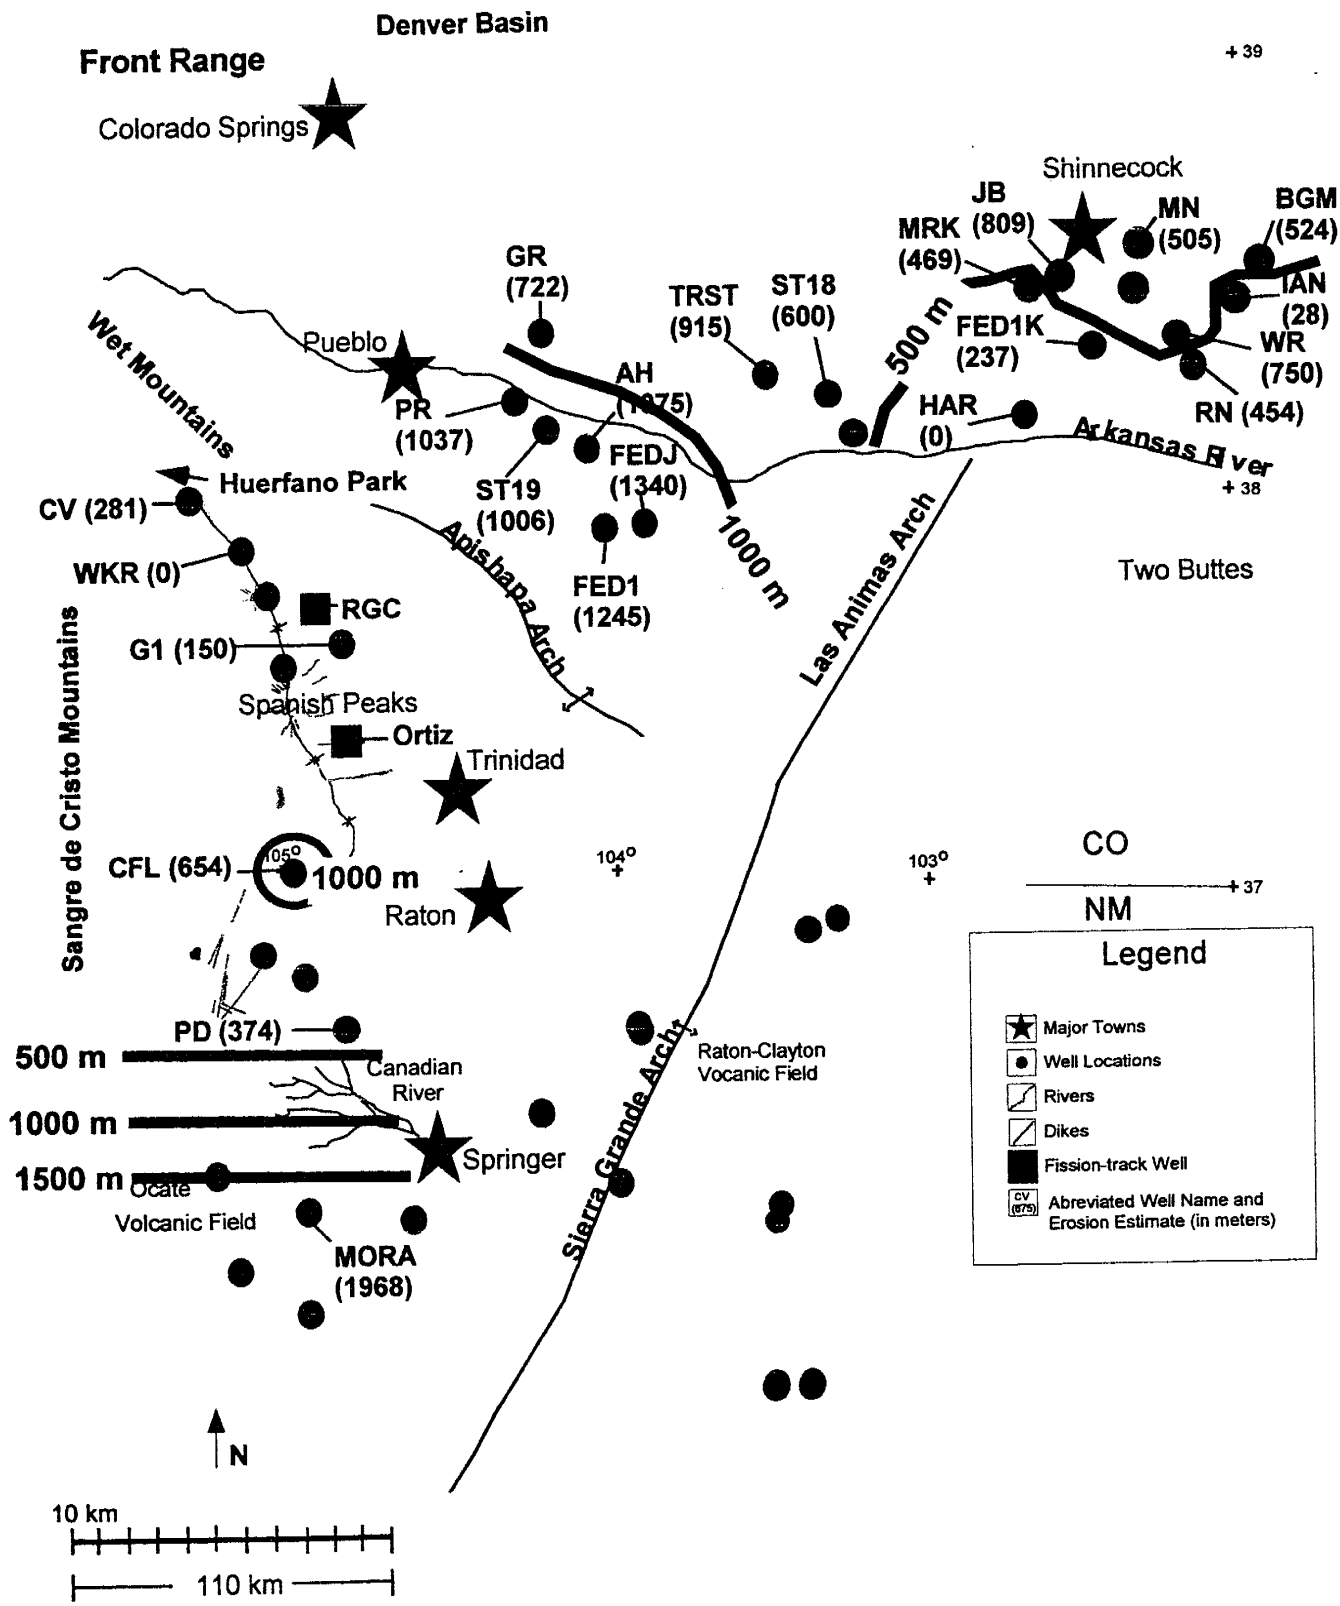 Denver Basin
Front Range
+ 39
Colorado Springs
Shinnecock
JB
(809)
MN
(505)
BGM
(524)
MRK
(469)
GR
(722)
TRST
(915)
ST18
(600)
500 m
IAN
(28)
FED1K
(237)
WR
(750)
Wet Mountains
Pueblo
AH
(1075)
PR
(1037)
HAR
(0)
RN (454)
Arkansas River
FEDJ
(1340)
+ 38
Huerfano Park
ST19
(1006)
CV (281)
Apishapa Arch
1000 m
Las Animas Arch
WKR (0)
FED1
(1245)
Two Buttes
RGC
G1 (150)
Sangre de Cristo Mountains
Spanish Peaks
Ortiz
Trinidad
CFL (654)
105o
1000 m
104o
+
103o
+
CO
+ 37
NM
Raton
Legend
Major Towns
Well Locations
Rivers
Dikes
Fission-track Well
CV
(675)
Abreviated Well Name and
Erosion Estimate (in meters)
PD (374)
500 m
Canadian
River
Raton-Clayton
Vocanic Field
1000 m
Springer
1500 m
Ocate
Volcanic Field
Sierra Grande Arch
MORA
(1968)
N
10 km
110 km